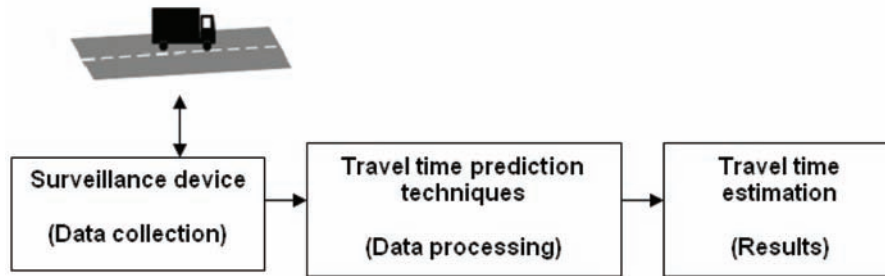 Surveillance device
(Data collection)
Travel time prediction
techniques
(Data processing)
Travel time
estimation
(Results)